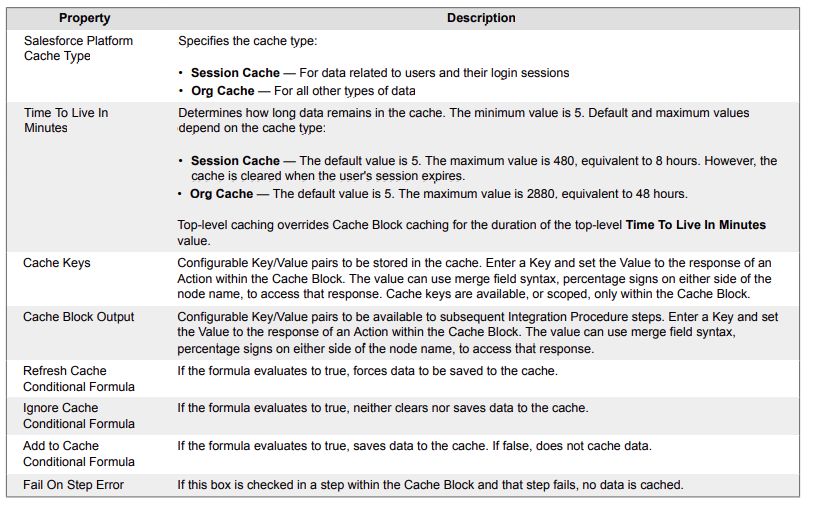 Property Description
Salesforce Platform
Cache Type
Specifies the cache type:
• Session Cache — For data related to users and their login sessions
• Org Cache — For all other types of data
Time To Live In
Minutes
Determines how long data remains in the cache. The minimum value is 5. Default and maximum values
depend on the cache type:
• Session Cache — The default value is 5. The maximum value is 480, equivalent to 8 hours. However, the
cache is cleared when the user's session expires.
• Org Cache — The default value is 5. The maximum value is 2880, equivalent to 48 hours.
Top-level caching overrides Cache Block caching for the duration of the top-level Time To Live In Minutes
value.
Cache Keys
Configurable Key/Value pairs to be stored in the cache. Enter a Key and set the Value to the response of an
Action within the Cache Block. The value can use merge field syntax, percentage signs on either side of the
node name, to access that response. Cache keys are available, or scoped, only within the Cache Block.
Cache Block Output
Configurable Key/Value pairs to be available to subsequent Integration Procedure steps. Enter a Key and set
the Value to the response of an Action within the Cache Block. The value can use merge field syntax,
percentage signs on either side of the node name, to access that response.
Refresh Cache
Conditional Formula
If the formula evaluates to true, forces data to be saved to the cache.
Ignore Cache
Conditional Formula
If the formula evaluates to true, neither clears nor saves data to the cache.
Add to Cache
Conditional Formula
If the formula evaluates to true, saves data to the cache. If false, does not cache data.
Fail On Step Error
If this box is checked in a step within the Cache Block and that step fails, no data is cached.